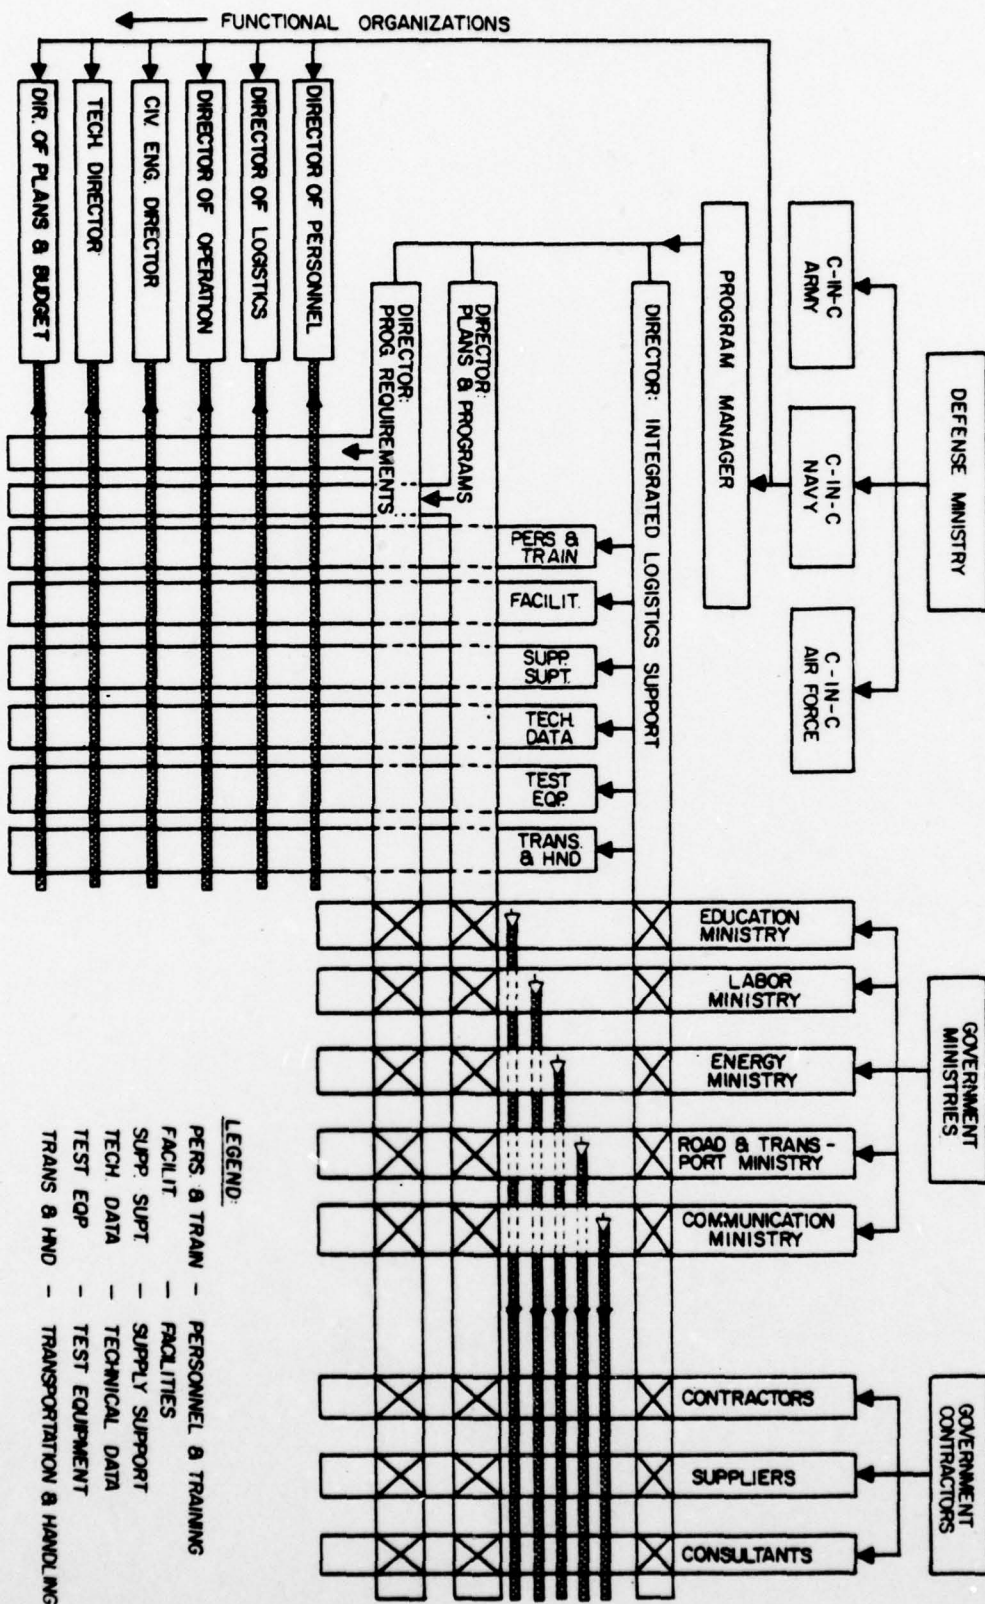 DEFENSE MINISTRY
C-IN-C
ARMY
C-IN-C
NAVY
C-IN-C
AIR FORCE
PROGRAM MANAGER
DIRECTOR: INTEGRATED LOGISTICS SUPPORT
DIRECTOR:
PLANS & PROGRAMS
DIRECTOR:
PROG REQUIREMENTS
PERS &
TRAIN
FACILIT.
SUPP.
SUPT.
TECH.
DATA
TEST
EQP.
TRANS.
& HND
FUNCTIONAL ORGANIZATIONS
DIRECTOR OF PERSONNEL
DIRECTOR OF LOGISTICS
DIRECTOR OF OPERATION
CIV. ENG. DIRECTOR
TECH. DIRECTOR
DIR. OF PLANS & BUDGET
GOVERNMENT
MINISTRIES
EDUCATION
MINISTRY
LABOR
MINISTRY
ENERGY
MINISTRY
ROAD & TRANS-
PORT MINISTRY
COMMUNICATION
MINISTRY
GOVERNMENT
CONTRACTORS
CONTRACTORS
SUPPLIERS
CONSULTANTS
LEGEND:
PERS. & TRAIN - PERSONNEL & TRAINING
FACILIT. - FACILITIES
SUPP. SUPT. - SUPPLY SUPPORT
TECH. DATA - TECHNICAL DATA
TEST EQP - TEST EQUIPMENT
TRANS & HND - TRANSPORTATION & HANDLING